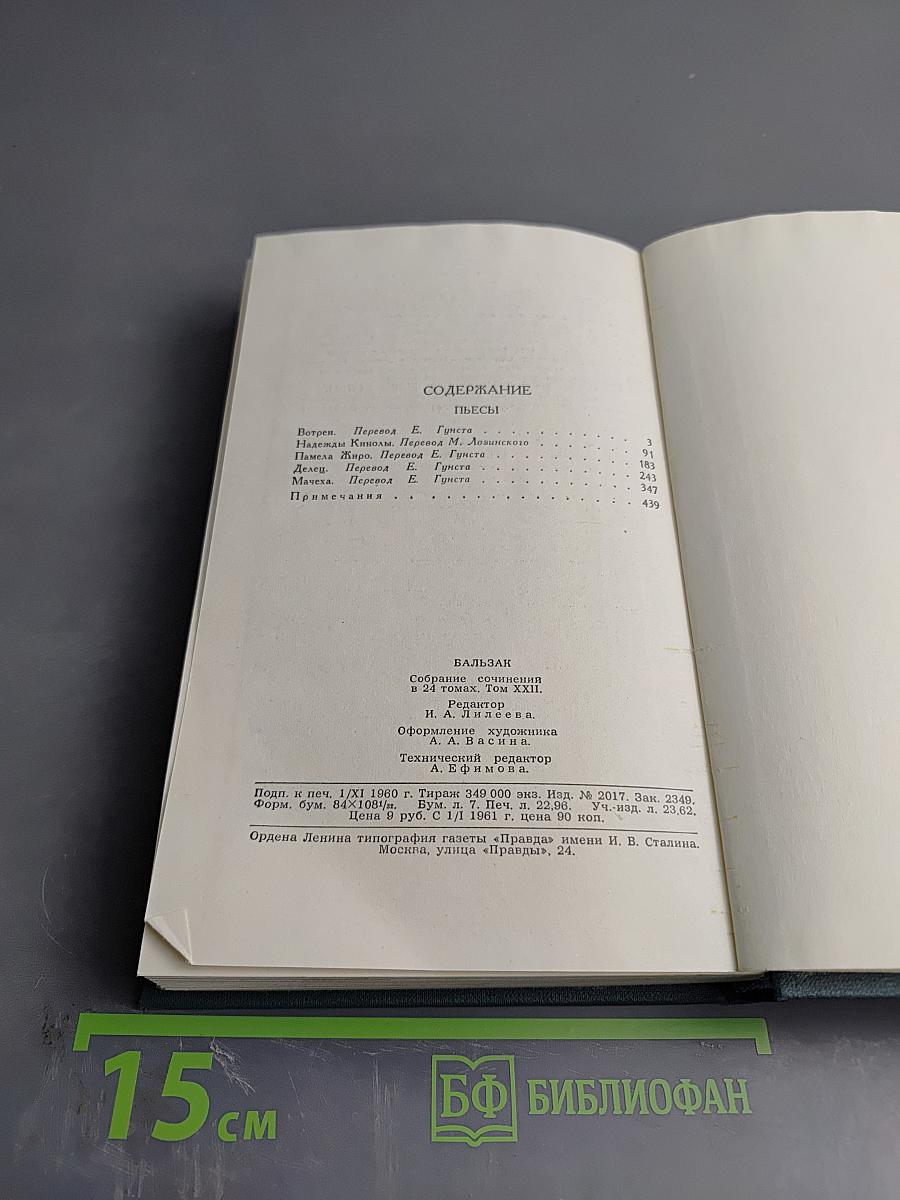 СОДЕРЖАНИЕ
ПЬЕСЫ
Вотрен. Перевод Е. Гунста . . . . . . . . . . . 3
Надежды Кинолы. Перевод М. Лозинского . . . . . . . 91
Памела Жиро. Перевод Е. Гунста . . . . . . . . . . 183
Делец. Перевод Е. Гунста . . . . . . . . . . . 243
Мачеха. Перевод Е. Гунста . . . . . . . . . . . 347
Примечания . . . . . . . . . . . . . . . . 439
БАЛЬЗАК
Собрание сочинений
в 24 томах. Том XXII.
Редактор
И. А. Лилеева.
Оформление художника
А. А. Васина.
Технический редактор
А. Ефимова.
Подп. к печ. 1/XI 1960 г. Тираж 349 000 экз. Изд. № 2017. Зак. 2349.
Форм. бум. 84×108¹/₃₂. Бум. л. 7. Печ. л. 22,96. Уч.-изд. л. 23,62.
Цена 9 руб. С 1/I 1961 г. цена 90 коп.
Ордена Ленина типография газеты «Правда» имени И. В. Сталина.
Москва, улица «Правды», 24.
15 см
БФ БИБЛИОФАН